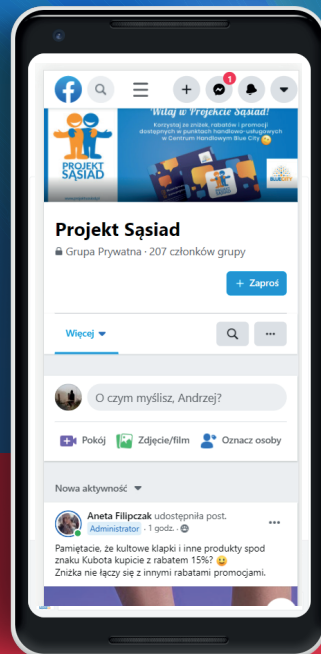 1
Witaj w Projekcie Sąsiad!
Korzystaj ze zniżek, rabatów i promocji
dostępnych w punktach handlowo-usługowych
w Centrum Handlowym Blue City
PROJEKT
SĄSIAD
BLUE CITY
Projekt Sąsiad
Grupa Prywatna · 207 członków grupy
+ Zaproś
Więcej
O czym myślisz, Andrzej?
Pokój Zdjęcie/film Oznacz osoby
Nowa aktywność
Aneta Filipczak udostępniła post.
Administrator · 1 godz. ·
Pamiętacie, że kultowe klapki i inne produkty spod
znaku Kubota kupicie z rabatem 15%? 😃
Zniżka nie łączy się z innymi rabatami promocjami.